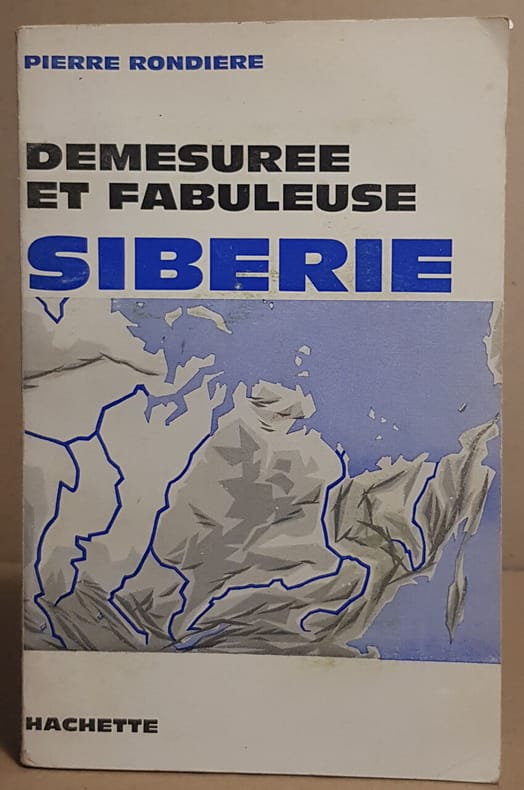 PIERRE RONDIERE
DEMESUREE
ET FABULEUSE
SIBERIE
HACHETTE